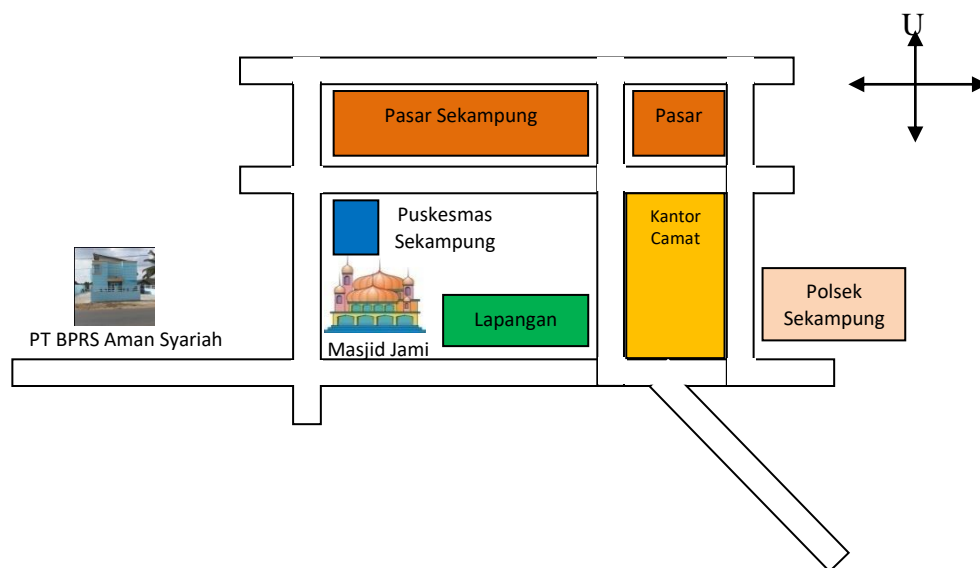 U
Pasar Sekampung
Pasar
Puskesmas
Sekampung
Kantor
Camat
PT BPRS Aman Syariah
Masjid Jami
Lapangan
Polsek
Sekampung